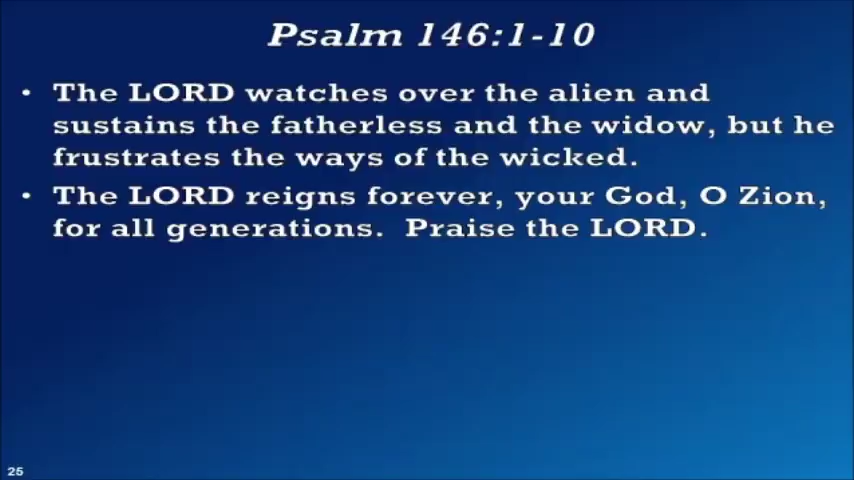 Psalm 146:1-10
• The LORD watches over the alien and
sustains the fatherless and the widow, but he
frustrates the ways of the wicked.
• The LORD reigns forever, your God, O Zion,
for all generations.  Praise the LORD.
25